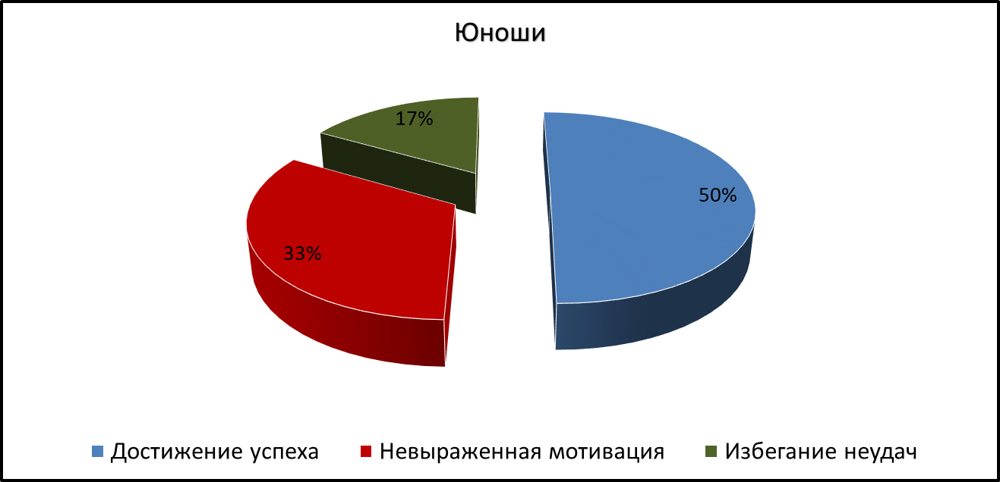 Юноши
17%
50%
33%
Достижение успеха
Невыраженная мотивация
Избегание неудач